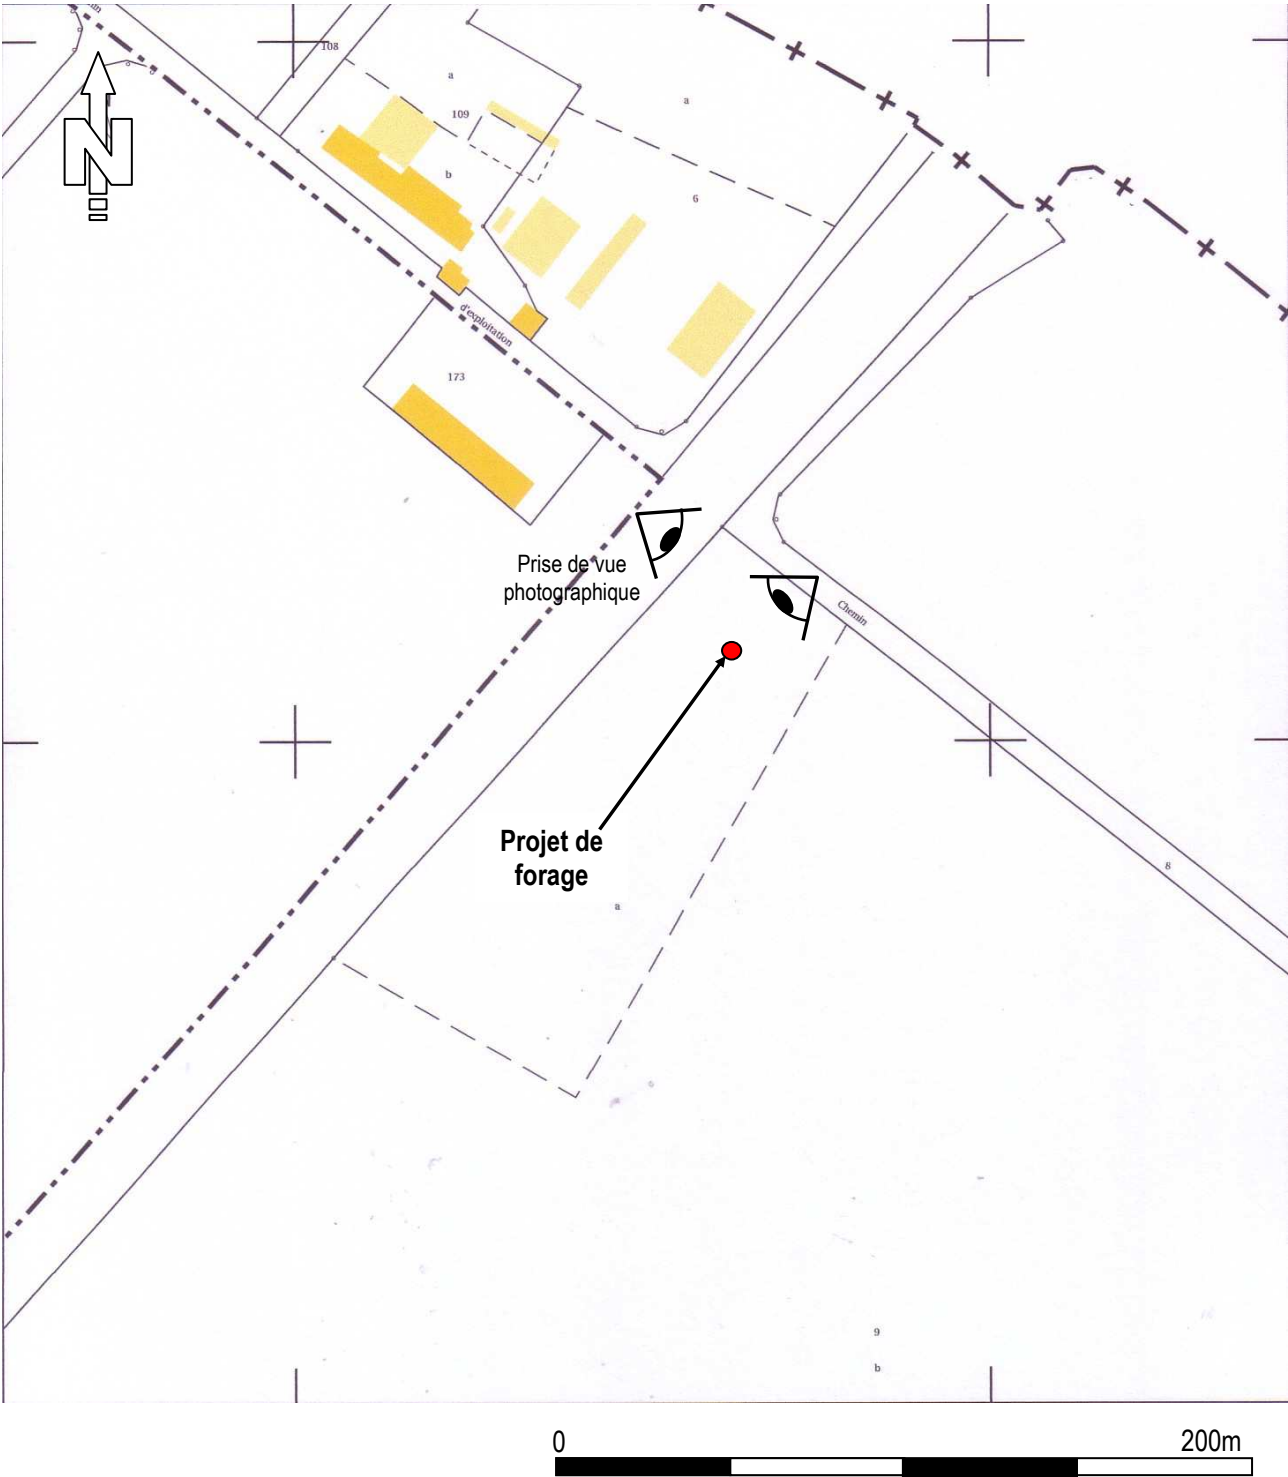 108
a
109
a
N
b
6
d'exploitation
173
Prise de vue
photographique
Chemin
Projet de
forage
8
a
9
b
0 200m